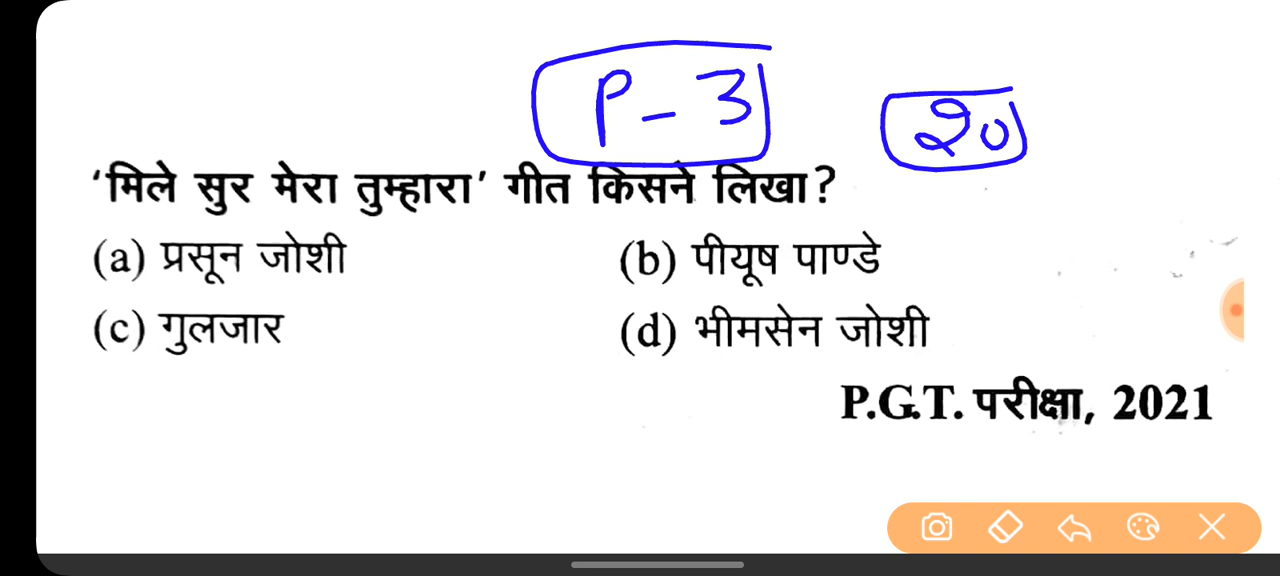 P - 3
२०
'मिले सुर मेरा तुम्हारा' गीत किसने लिखा?
(a) प्रसून जोशी (b) पीयूष पाण्डे
(c) गुलजार (d) भीमसेन जोशी
P.G.T. परीक्षा, 2021